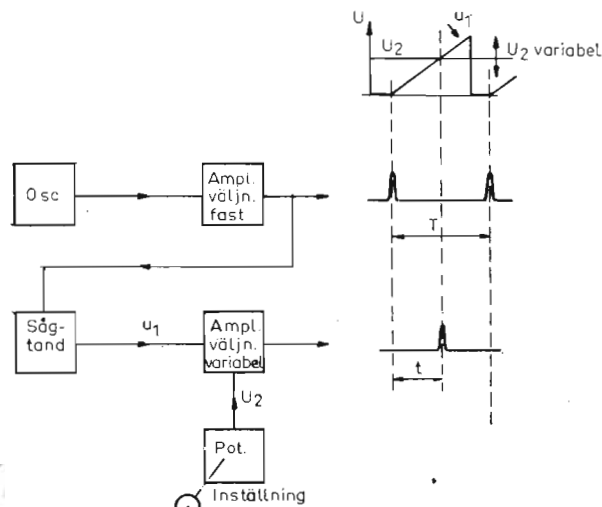 U
u1
U2
U2 variabel
Osc
Ampl.
väljn.
fast
T
Såg-
tand
u1
Ampl.
väljn.
variabel
t
U2
Pot.
Inställning